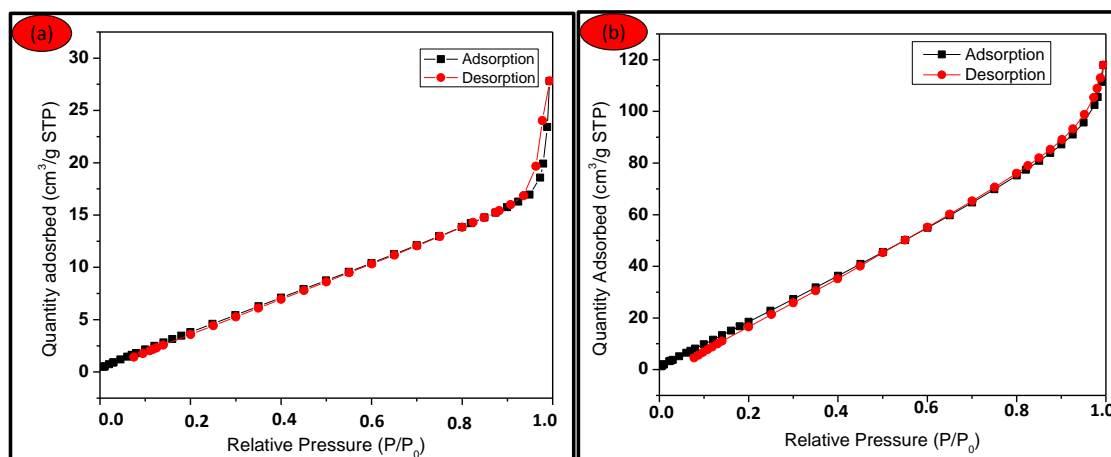 (a)
Adsorption
Desorption
Quantity adosrbed (cm³/g STP)
30
25
20
15
10
5
0
0.0 0.2 0.4 0.6 0.8 1.0
Relative Pressure (P/P₀)
(b)
Adsorption
Desorption
Quantity Adsorbed (cm³/g STP)
120
100
80
60
40
20
0
0.0 0.2 0.4 0.6 0.8 1.0
Relative Pressure (P/P₀)